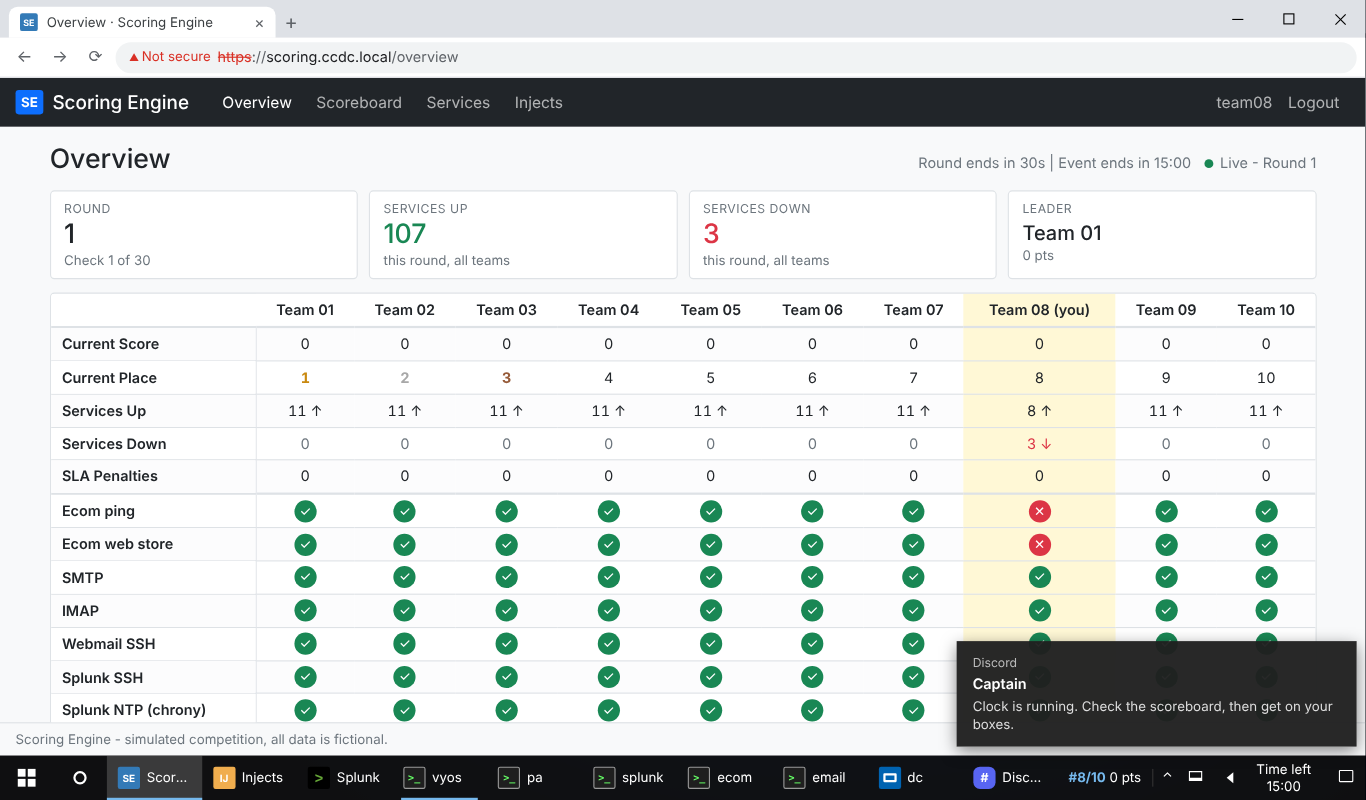 SE Overview · Scoring Engine
Not secure https://scoring.ccdc.local/overview
SE Scoring Engine Overview Scoreboard Services Injects team08 Logout
Overview Round ends in 30s | Event ends in 15:00 Live - Round 1
ROUND SERVICES UP SERVICES DOWN LEADER
1 107 3 Team 01
Check 1 of 30 this round, all teams this round, all teams 0 pts
Team 01 Team 02 Team 03 Team 04 Team 05 Team 06 Team 07 Team 08 (you) Team 09 Team 10
Current Score 0 0 0 0 0 0 0 0 0 0
Current Place 1 2 3 4 5 6 7 8 9 10
Services Up 11 ↑ 11 ↑ 11 ↑ 11 ↑ 11 ↑ 11 ↑ 11 ↑ 8 ↑ 11 ↑ 11 ↑
Services Down 0 0 0 0 0 0 0 3 ↓ 0 0
SLA Penalties 0 0 0 0 0 0 0 0 0 0
Ecom ping
Ecom web store
SMTP
IMAP
Webmail SSH
Splunk SSH
Splunk NTP (chrony)
Discord
Captain
Clock is running. Check the scoreboard, then get on your
boxes.
Scoring Engine - simulated competition, all data is fictional.
SE Scor... IJ Injects > Splunk >_ vyos >_ pa >_ splunk >_ ecom >_ email dc # Disc... #8/10 0 pts Time left
15:00